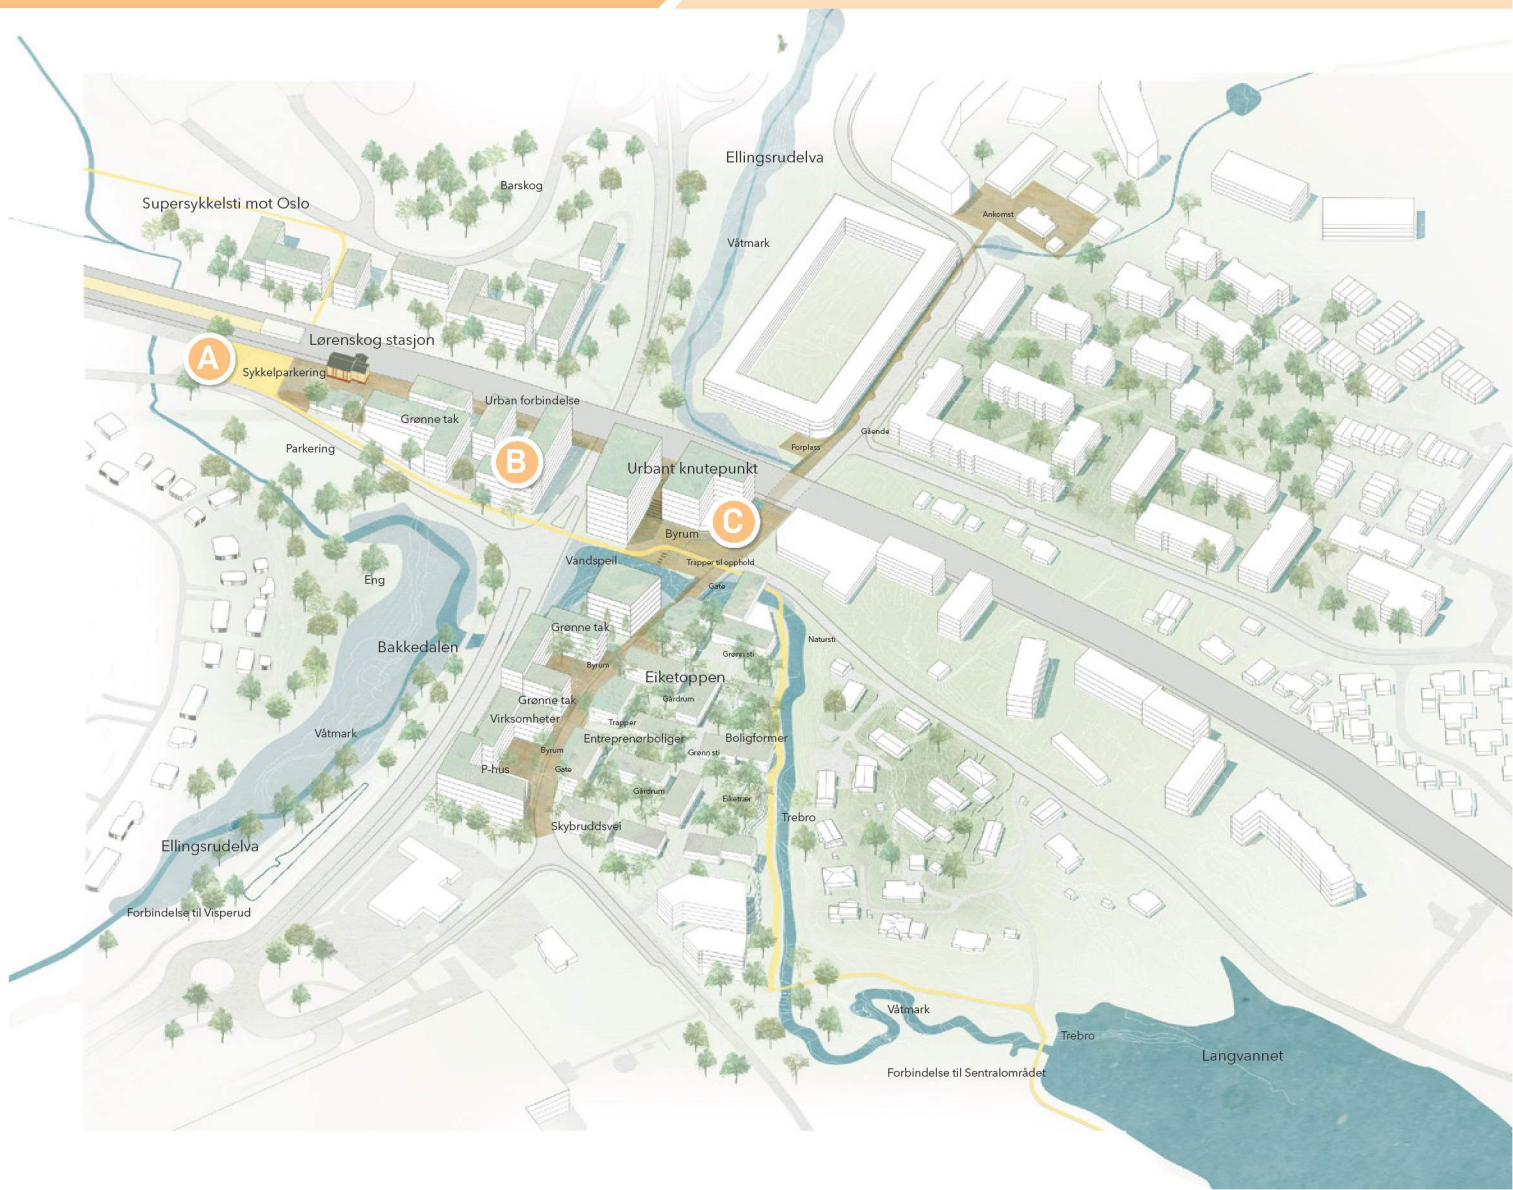 Ellingsrudelva
Barskog
Supersykkelsti mot Oslo
Ankomst
Våtmark
Lørenskog stasjon
A
Sykkelparkering
Urban forbindelse
Grønne tak
Gående
Parkering
Forplass
B
Urbant knutepunkt
C
Byrum
Vandspeil
Trapper til opphold
Eng
Gate
Grønne tak
Natursti
Bakkedalen
Grønn sti
Byrum
Eiketoppen
Grønne tak
Gårdrum
Virksomheter
Trapper
Våtmark
Entreprenørboliger
Boligformer
Byrum
Grønn sti
P-hus
Gate
Gårdrum
Eiketrær
Trebro
Skybruddsvei
Ellingsrudelva
Forbindelse til Visperud
Våtmark
Trebro
Langvannet
Forbindelse til Sentralområdet